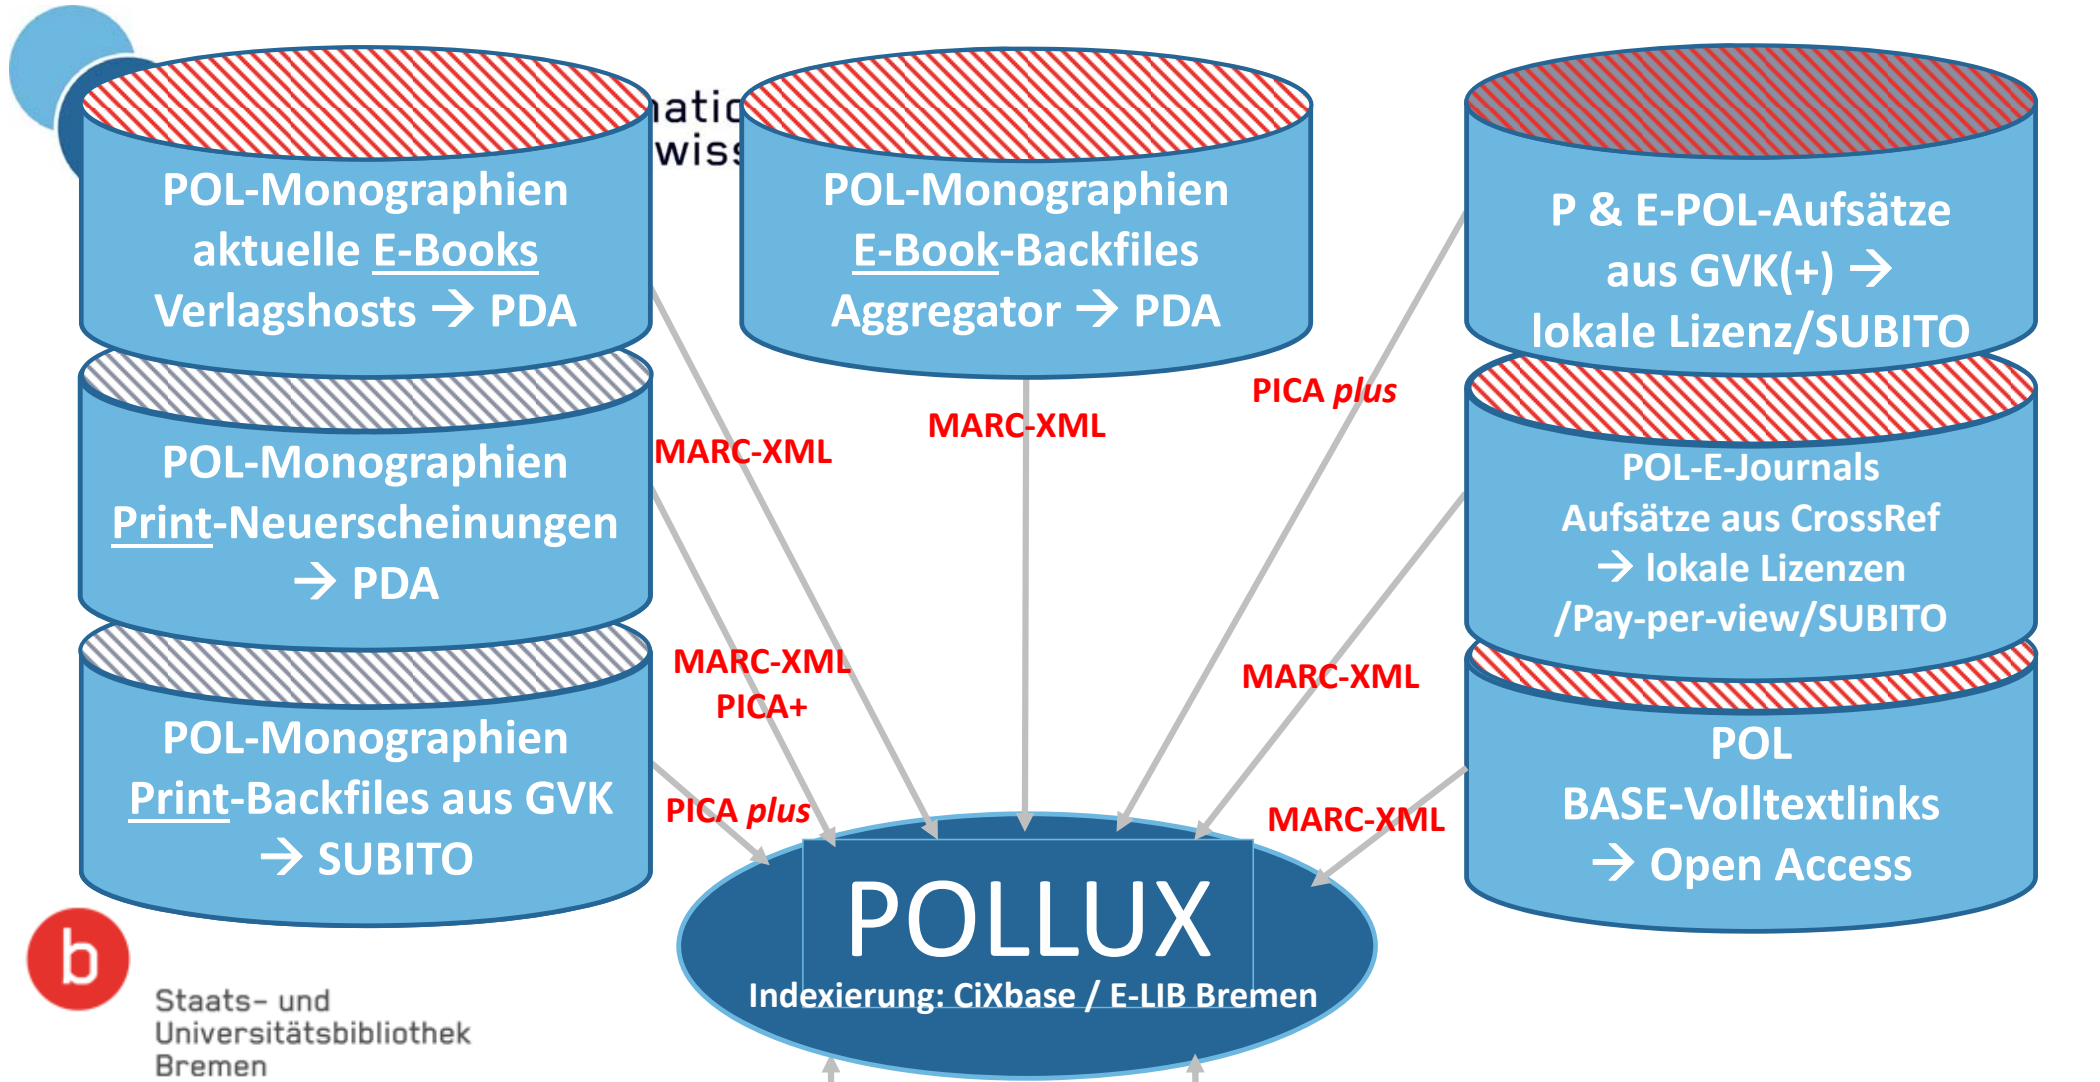 POL-Monographien
aktuelle E-Books
Verlagshosts → PDA
POL-Monographien
Print-Neuerscheinungen
→ PDA
POL-Monographien
Print-Backfiles aus GVK
→ SUBITO
POL-Monographien
E-Book-Backfiles
Aggregator → PDA
P & E-POL-Aufsätze
aus GVK(+) →
lokale Lizenz/SUBITO
POL-E-Journals
Aufsätze aus CrossRef
→ lokale Lizenzen
/Pay-per-view/SUBITO
POL
BASE-Volltextlinks
→ Open Access
MARC-XML
MARC-XML
PICA+
PICA plus
MARC-XML
PICA plus
MARC-XML
MARC-XML
POLLUX
Indexierung: CiXbase / E-LIB Bremen
b
Staats- und
Universitätsbibliothek
Bremen